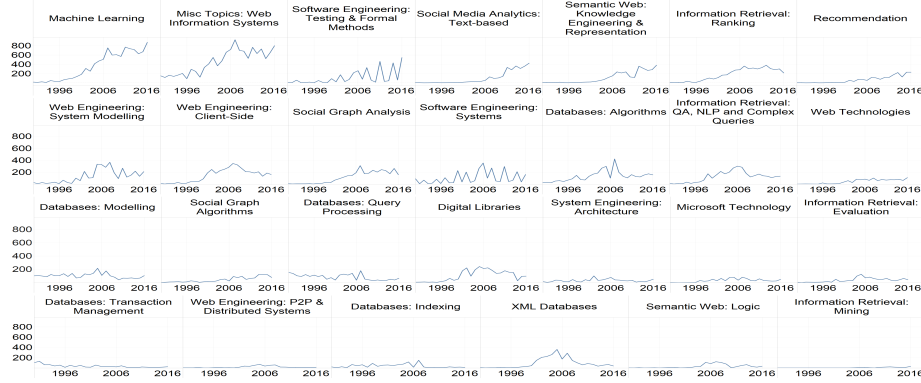 Machine Learning
Misc Topics: Web
Information Systems
Software Engineering:
Testing & Formal
Methods
Social Media Analytics:
Text-based
Semantic Web:
Knowledge
Engineering &
Representation
Information Retrieval:
Ranking
Recommendation
800
600
400
200
1996 2006 2016 1996 2006 2016 1996 2006 2016 1996 2006 2016 1996 2006 2016 1996 2006 2016 1996 2006 2016
Web Engineering:
System Modelling
Web Engineering:
Client-Side
Social Graph Analysis
Software Engineering:
Systems
Databases: Algorithms
Information Retrieval:
QA, NLP and Complex
Queries
Web Technologies
800
600
400
200
1996 2006 2016 1996 2006 2016 1996 2006 2016 1996 2006 2016 1996 2006 2016 1996 2006 2016 1996 2006 2016
Databases: Modelling
Social Graph
Algorithms
Databases: Query
Processing
Digital Libraries
System Engineering:
Architecture
Microsoft Technology
Information Retrieval:
Evaluation
800
600
400
200
1996 2006 2016 1996 2006 2016 1996 2006 2016 1996 2006 2016 1996 2006 2016 1996 2006 2016 1996 2006 2016
Databases: Transaction
Management
Web Engineering: P2P &
Distributed Systems
Databases: Indexing
XML Databases
Semantic Web: Logic
Information Retrieval:
Mining
800
600
400
200
1996 2006 2016 1996 2006 2016 1996 2006 2016 1996 2006 2016 1996 2006 2016 1996 2006 2016